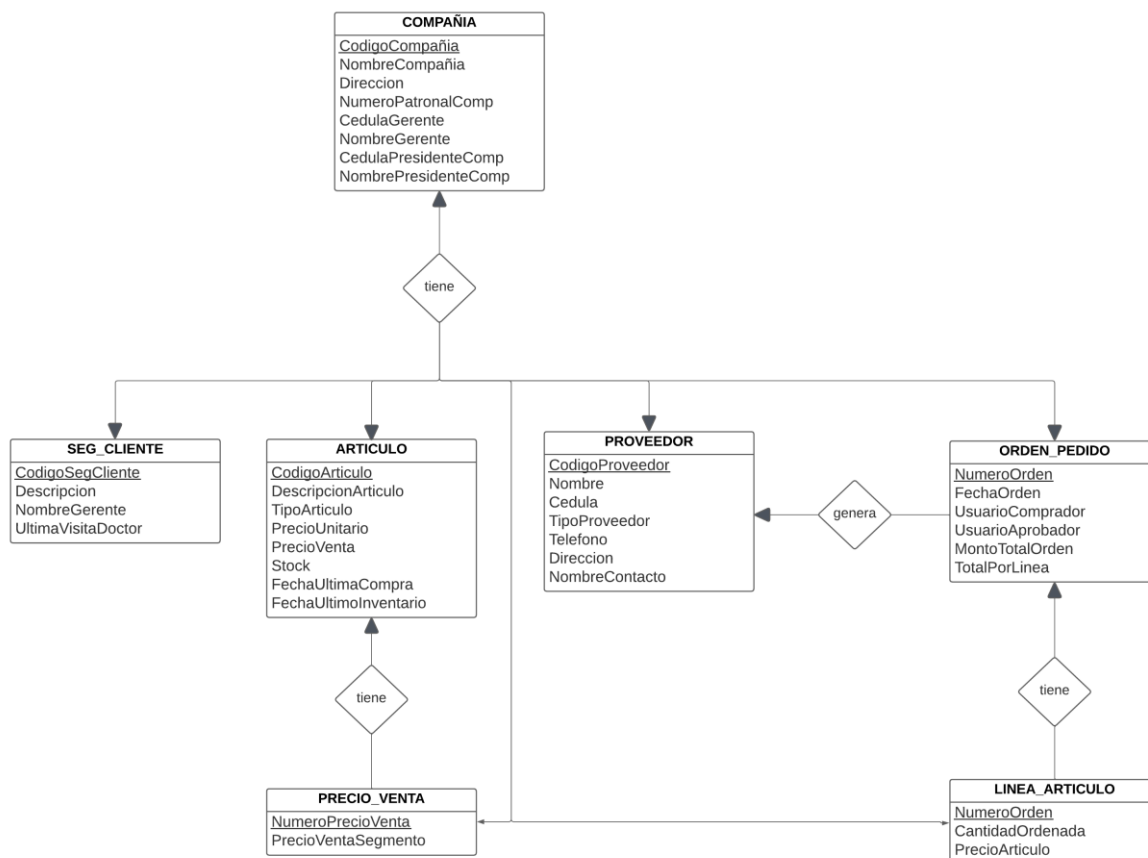 COMPAÑIA
CodigoCompañia
NombreCompañia
Direccion
NumeroPatronalComp
CedulaGerente
NombreGerente
CedulaPresidenteComp
NombrePresidenteComp
tiene
SEG_CLIENTE
CodigoSegCliente
Descripcion
NombreGerente
UltimaVisitaDoctor
ARTICULO
CodigoArticulo
DescripcionArticulo
TipoArticulo
PrecioUnitario
PrecioVenta
Stock
FechaUltimaCompra
FechaUltimoInventario
PROVEEDOR
CodigoProveedor
Nombre
Cedula
TipoProveedor
Telefono
Direccion
NombreContacto
genera
ORDEN_PEDIDO
NumeroOrden
FechaOrden
UsuarioComprador
UsuarioAprobador
MontoTotalOrden
TotalPorLinea
tiene
tiene
PRECIO_VENTA
NumeroPrecioVenta
PrecioVentaSegmento
LINEA_ARTICULO
NumeroOrden
CantidadOrdenada
PrecioArticulo